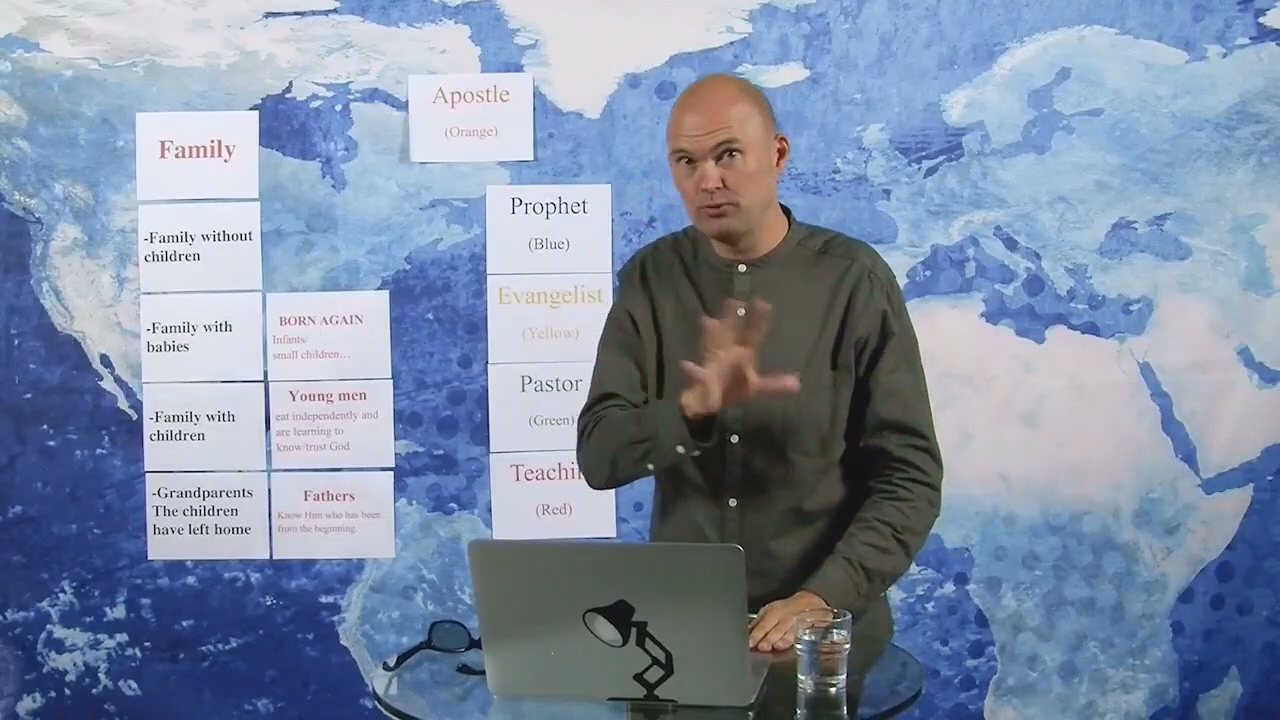 Family
-Family without
children
-Family with
babies
-Family with
children
-Grandparents
The children
have left home
BORN AGAIN
Infants/
small children...
Young men
eat independently and
are learning to
know/trust God
Fathers
Know Him who has been
from the beginning.
Apostle
(Orange)
Prophet
(Blue)
Evangelist
(Yellow)
Pastor
(Green)
Teachin
(Red)